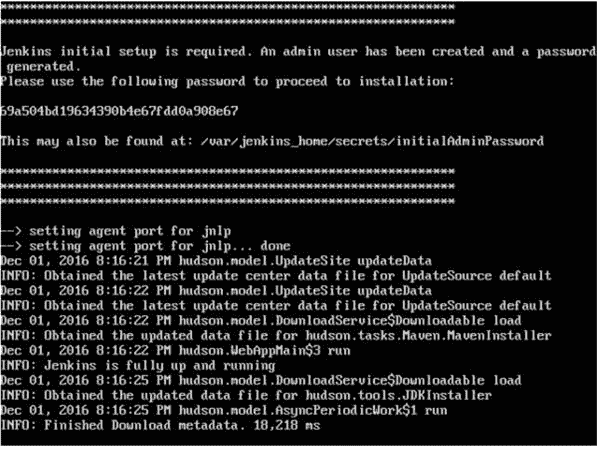 *************************************************************
*************************************************************
Jenkins initial setup is required. An admin user has been created and a password
generated.
Please use the following password to proceed to installation:
69a504bd19634390b4e67fdd0a908e67
This may also be found at: /var/jenkins_home/secrets/initialAdminPassword
*************************************************************
*************************************************************
*************************************************************
--> setting agent port for jnlp
--> setting agent port for jnlp... done
Dec 01, 2016 8:16:21 PM hudson.model.UpdateSite updateData
INFO: Obtained the latest update center data file for UpdateSource default
Dec 01, 2016 8:16:22 PM hudson.model.UpdateSite updateData
INFO: Obtained the latest update center data file for UpdateSource default
Dec 01, 2016 8:16:22 PM hudson.model.DownloadService$Downloadable load
INFO: Obtained the updated data file for hudson.tasks.Maven.MavenInstaller
Dec 01, 2016 8:16:22 PM hudson.WebAppMain$3 run
INFO: Jenkins is fully up and running
Dec 01, 2016 8:16:25 PM hudson.model.DownloadService$Downloadable load
INFO: Obtained the updated data file for hudson.tools.JDKInstaller
Dec 01, 2016 8:16:25 PM hudson.model.AsyncPeriodicWork$1 run
INFO: Finished Download metadata. 18,218 ms